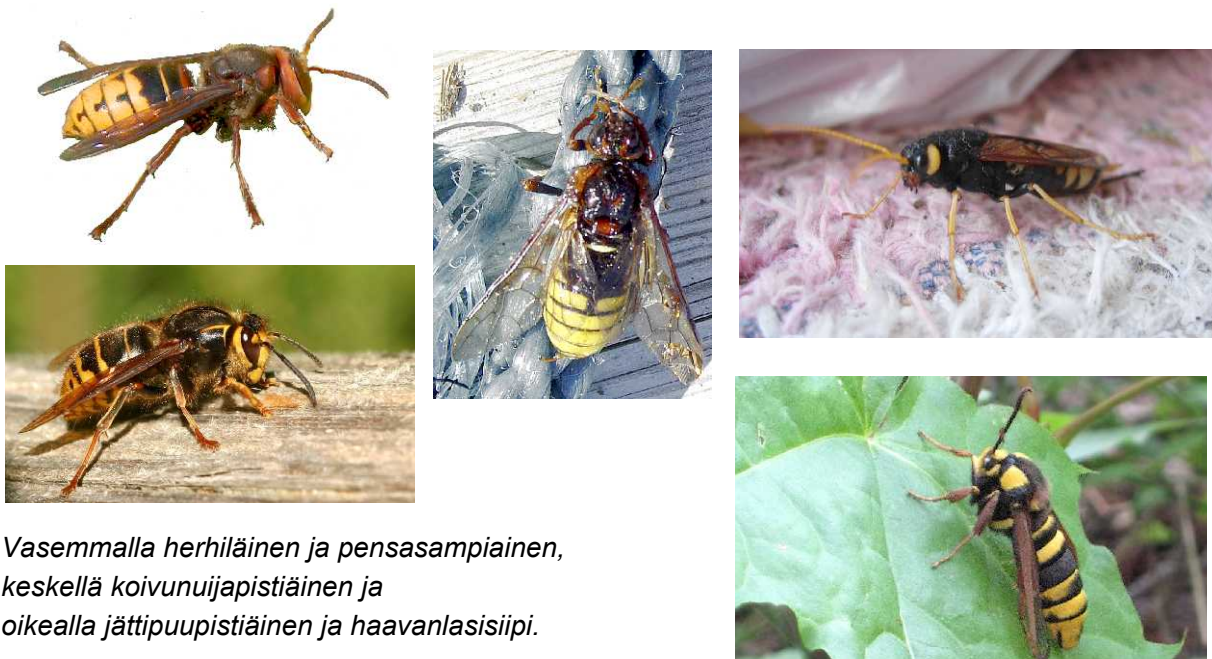 Vasemmalla herhiläinen ja pensasampiainen,
keskellä koivunuijapistiäinen ja
oikealla jättipuupistiäinen ja haavanlasisiipi.